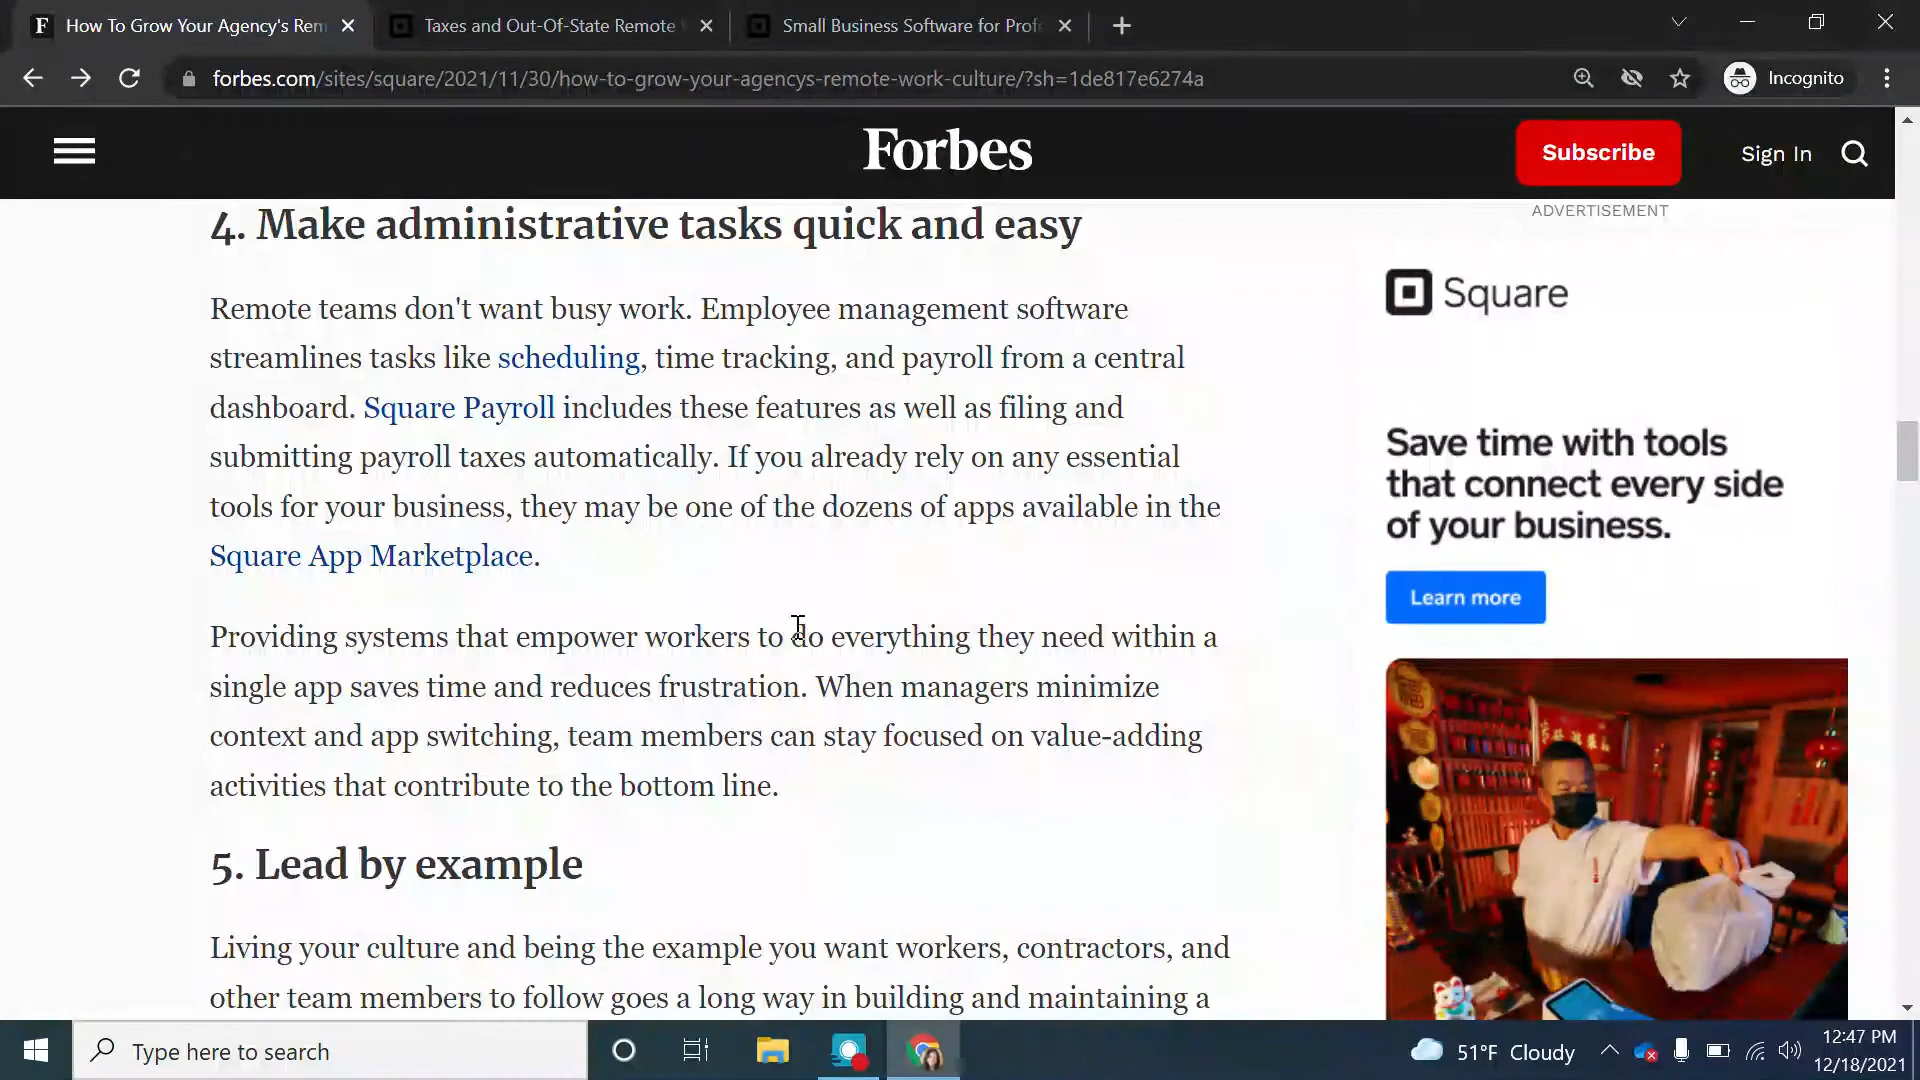 How To Grow Your Agency's Rem
Taxes and Out-Of-State Remote
Small Business Software for Prof
forbes.com/sites/square/2021/11/30/how-to-grow-your-agencys-remote-work-culture/?sh=1de817e6274a
Incognito
Forbes
Subscribe
Sign In
4. Make administrative tasks quick and easy
Remote teams don't want busy work. Employee management software
streamlines tasks like scheduling, time tracking, and payroll from a central
dashboard. Square Payroll includes these features as well as filing and
submitting payroll taxes automatically. If you already rely on any essential
tools for your business, they may be one of the dozens of apps available in the
Square App Marketplace.
Providing systems that empower workers to do everything they need within a
single app saves time and reduces frustration. When managers minimize
context and app switching, team members can stay focused on value-adding
activities that contribute to the bottom line.
5. Lead by example
Living your culture and being the example you want workers, contractors, and
other team members to follow goes a long way in building and maintaining a
ADVERTISEMENT
Square
Save time with tools
that connect every side
of your business.
Learn more
Type here to search
51°F Cloudy
12:47 PM
12/18/2021